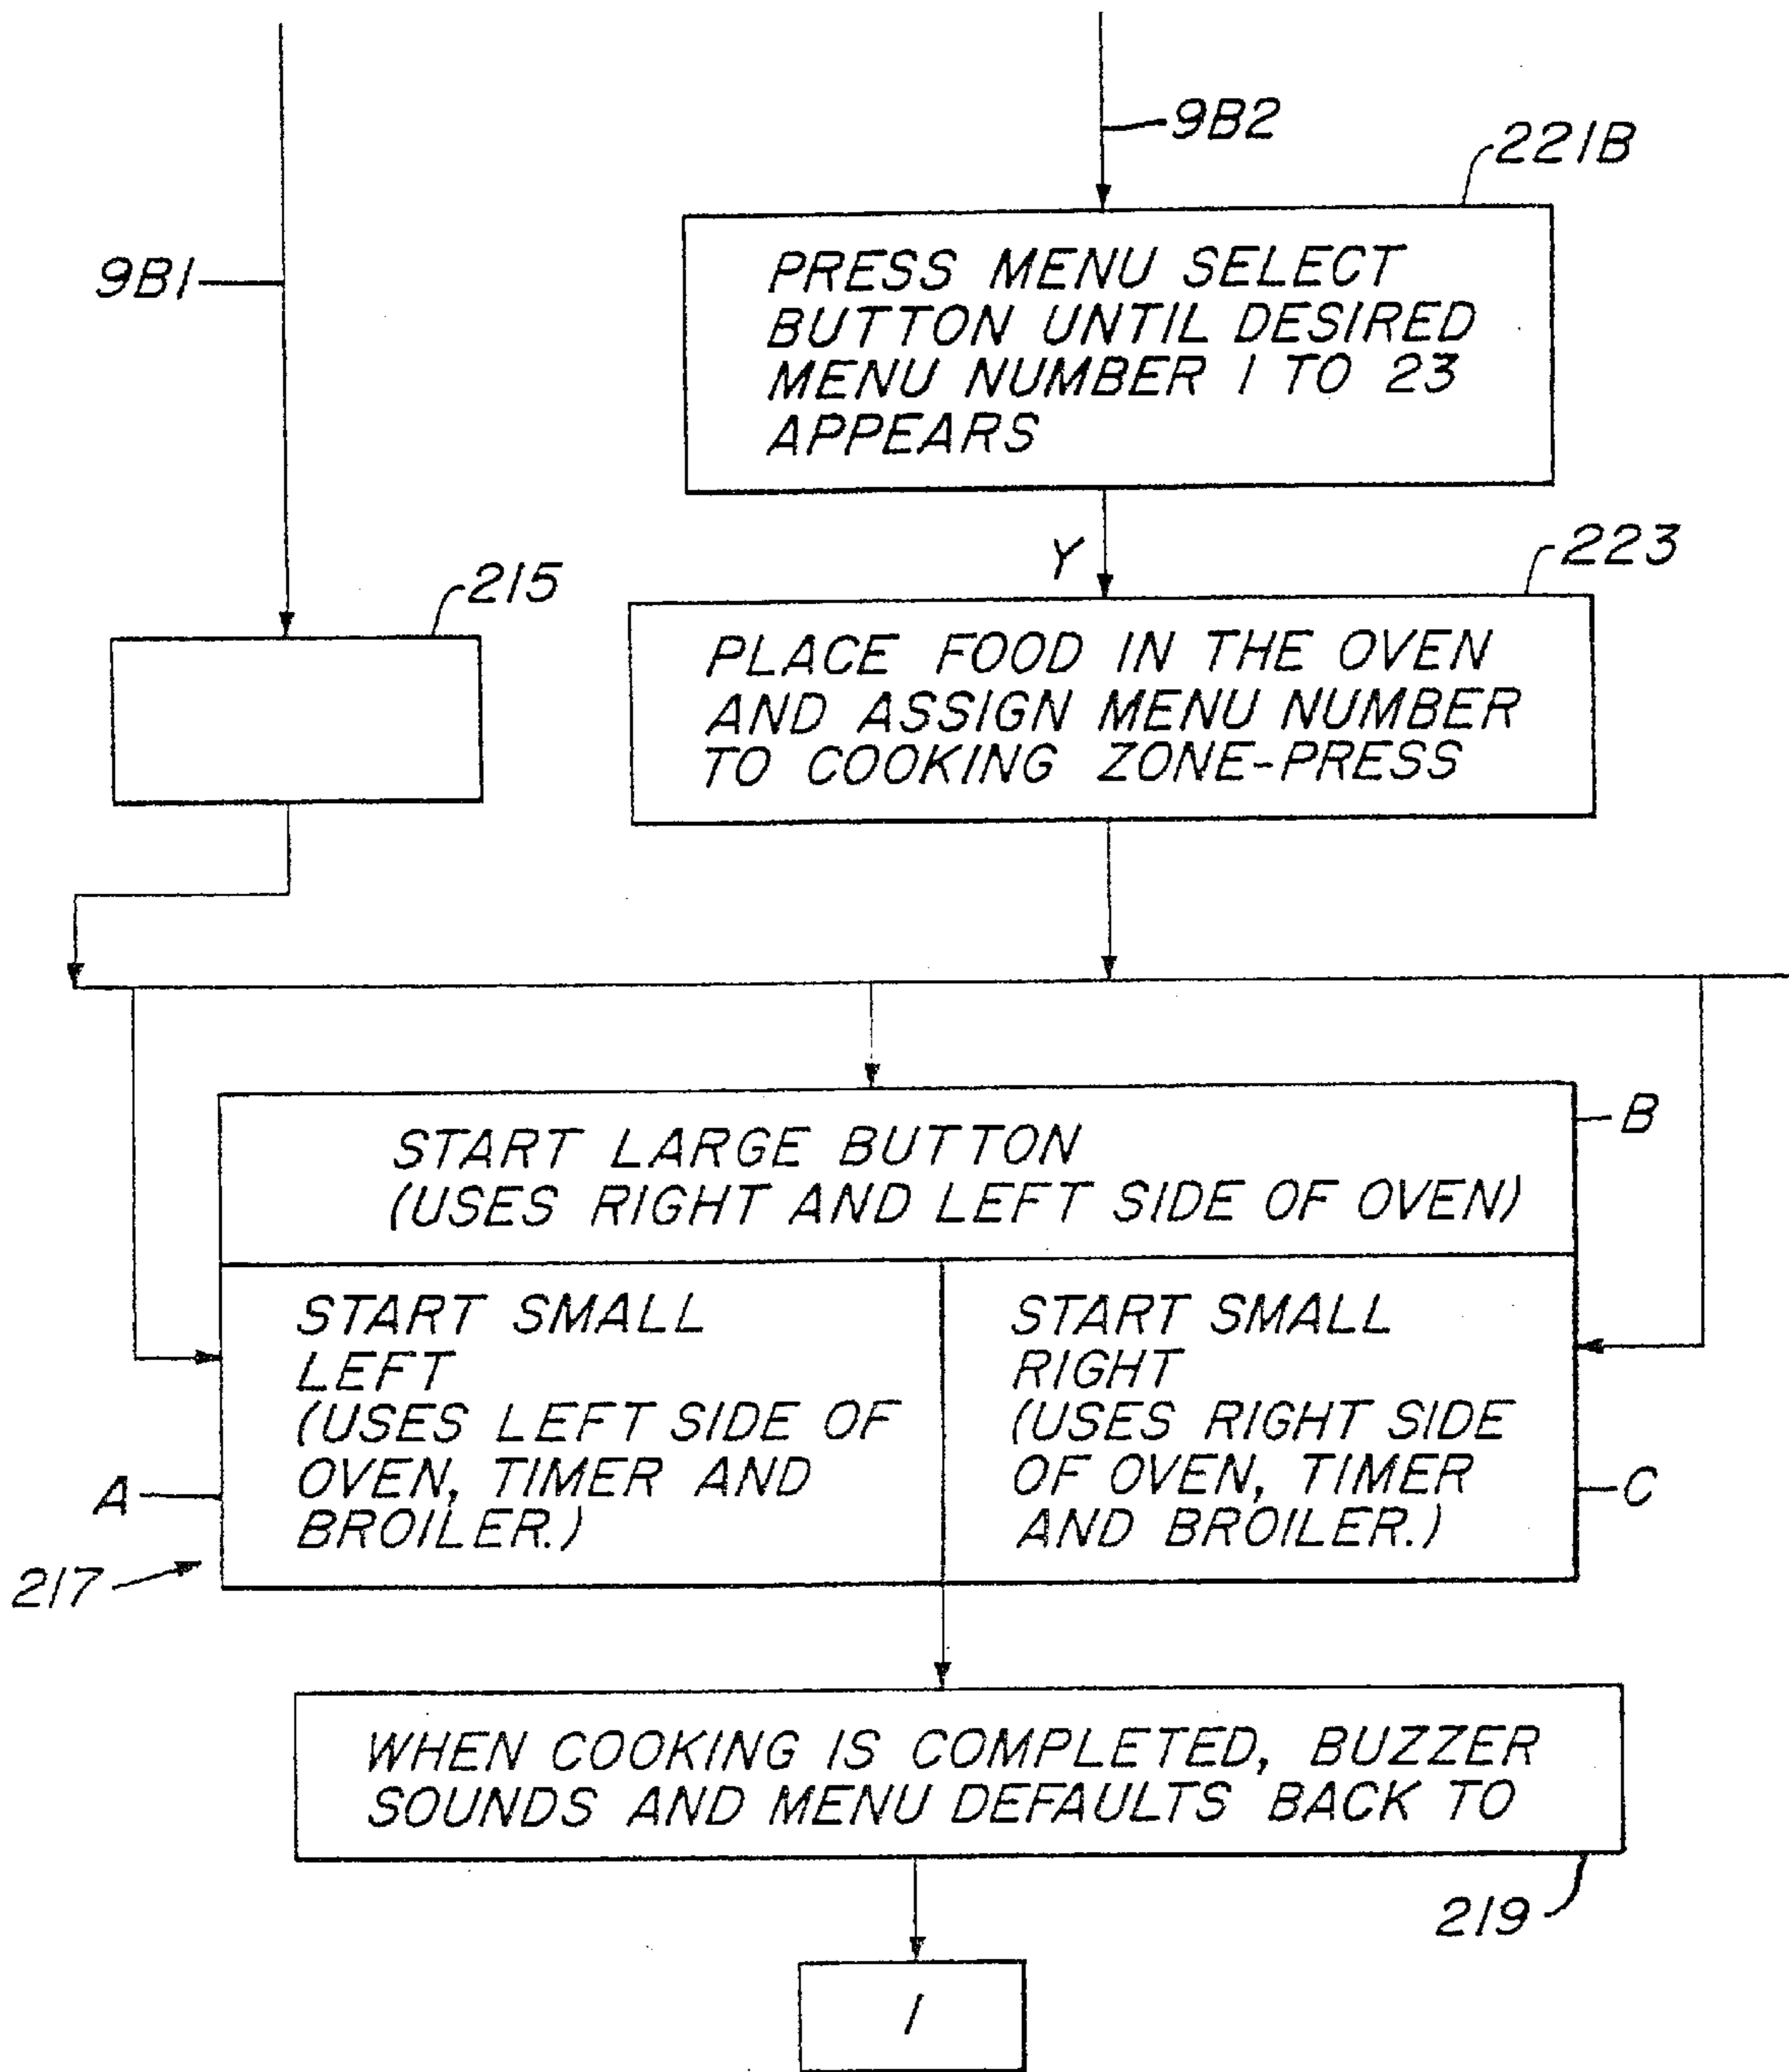 9B1
9B2
221B
PRESS MENU SELECT
BUTTON UNTIL DESIRED
MENU NUMBER 1 TO 23
APPEARS
Y
223
215
PLACE FOOD IN THE OVEN
AND ASSIGN MENU NUMBER
TO COOKING ZONE-PRESS
B
START LARGE BUTTON
(USES RIGHT AND LEFT SIDE OF OVEN)
START SMALL
LEFT
(USES LEFT SIDE OF
OVEN, TIMER AND
BROILER.)
A
217
START SMALL
RIGHT
(USES RIGHT SIDE
OF OVEN, TIMER
AND BROILER.)
C
WHEN COOKING IS COMPLETED, BUZZER
SOUNDS AND MENU DEFAULTS BACK TO
219
1